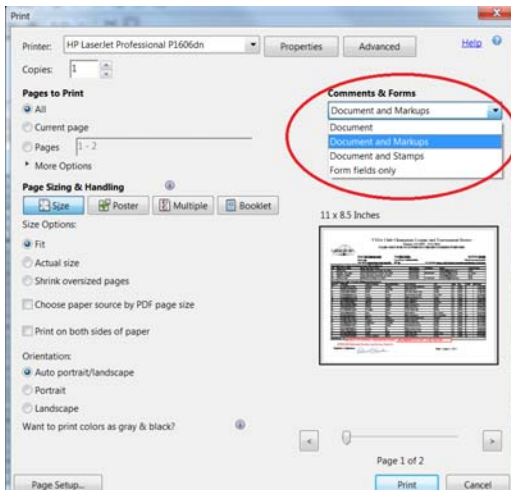 Print
Printer: HP LaserJet Professional P1606dn Properties Advanced Help
Copies: 1
Pages to Print
All
Current page
Pages 1 - 2
More Options
Comments & Forms
Document and Markups
Document
Document and Markups
Document and Stamps
Form fields only
Page Sizing & Handling
Size Poster Multiple Booklet
Size Options:
Fit
Actual size
Shrink oversized pages
Choose paper source by PDF page size
Print on both sides of paper
Orientation:
Auto portrait/landscape
Portrait
Landscape
Want to print colors as gray & black?
11 x 8.5 Inches
< >
Page 1 of 2
Page Setup... Print Cancel